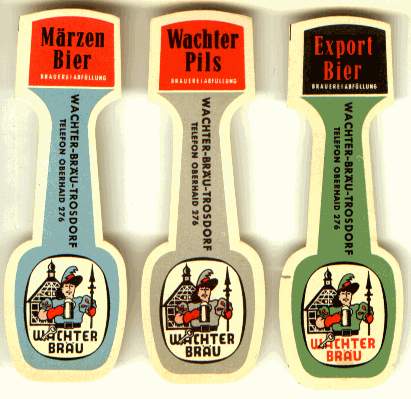 Märzen
Bier
BRAUEREIABFÜLLUNG
WACHTER-BRÄU-TROSDORF
TELEFON OBERHAID 276
WACHTER
BRÄU
Wachter
Pils
BRAUEREIABFÜLLUNG
WACHTER-BRÄU-TROSDORF
TELEFON OBERHAID 276
WACHTER
BRÄU
Export
Bier
BRAUEREIABFÜLLUNG
WACHTER-BRÄU-TROSDORF
TELEFON OBERHAID 276
WACHTER
BRÄU